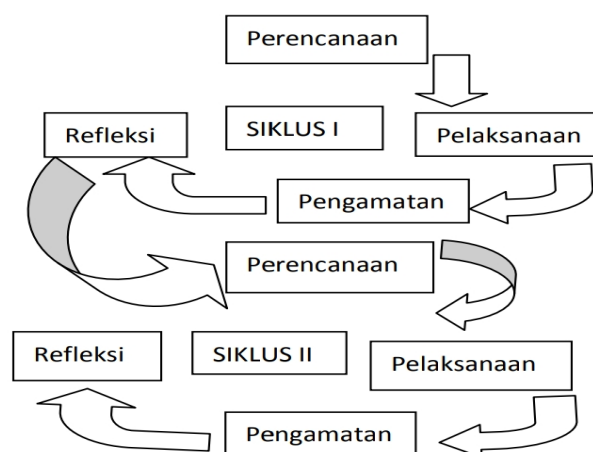 Perencanaan
Refleksi
SIKLUS I
Pelaksanaan
Pengamatan
Perencanaan
Refleksi
SIKLUS II
Pelaksanaan
Pengamatan